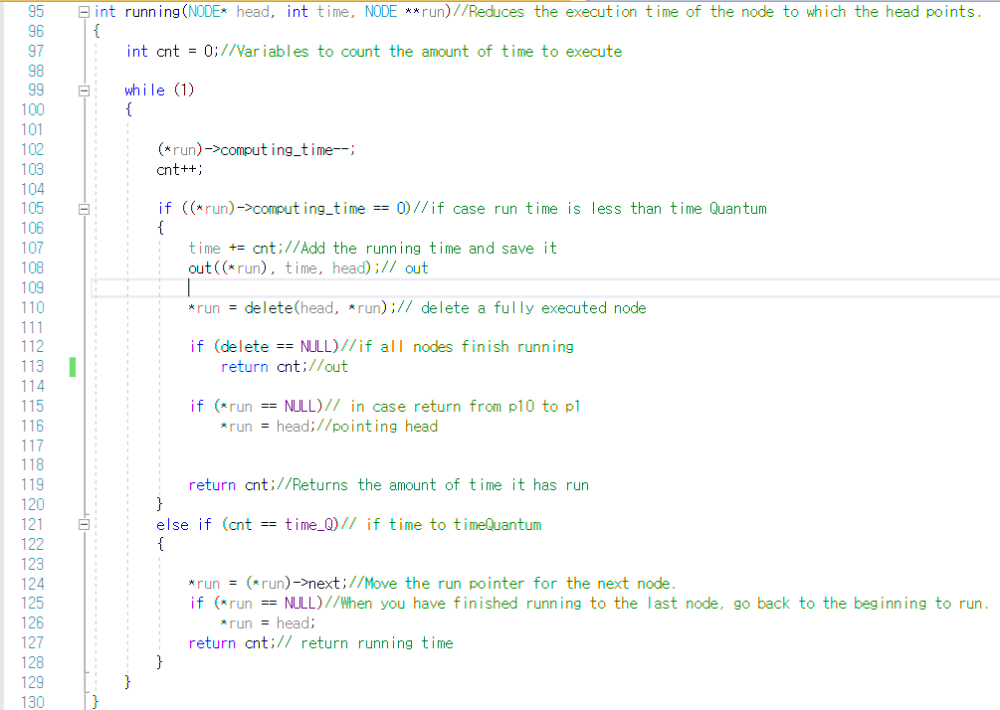 95 int running(NODE* head, int time, NODE **run)//Reduces the execution time of the node to which the head points.
96 {
97 int cnt = 0;//Variables to count the amount of time to execute
98
99 while (1)
100 {
101
102 (*run)->computing_time--;
103 cnt++;
104
105 if ((*run)->computing_time == 0)//if case run time is less than time Quantum
106 {
107 time += cnt;//Add the running time and save it
108 out((*run), time, head);// out
109
110 *run = delete(head, *run);// delete a fully executed node
111
112 if (delete == NULL)//if all nodes finish running
113 return cnt;//out
114
115 if (*run == NULL)// in case return from p10 to p1
116 *run = head;//pointing head
117
118
119 return cnt;//Returns the amount of time it has run
120 }
121 else if (cnt == time_Q)// if time to timeQuantum
122 {
123
124 *run = (*run)->next;//Move the run pointer for the next node.
125 if (*run == NULL)//When you have finished running to the last node, go back to the beginning to run.
126 *run = head;
127 return cnt;// return running time
128 }
129 }
130 }